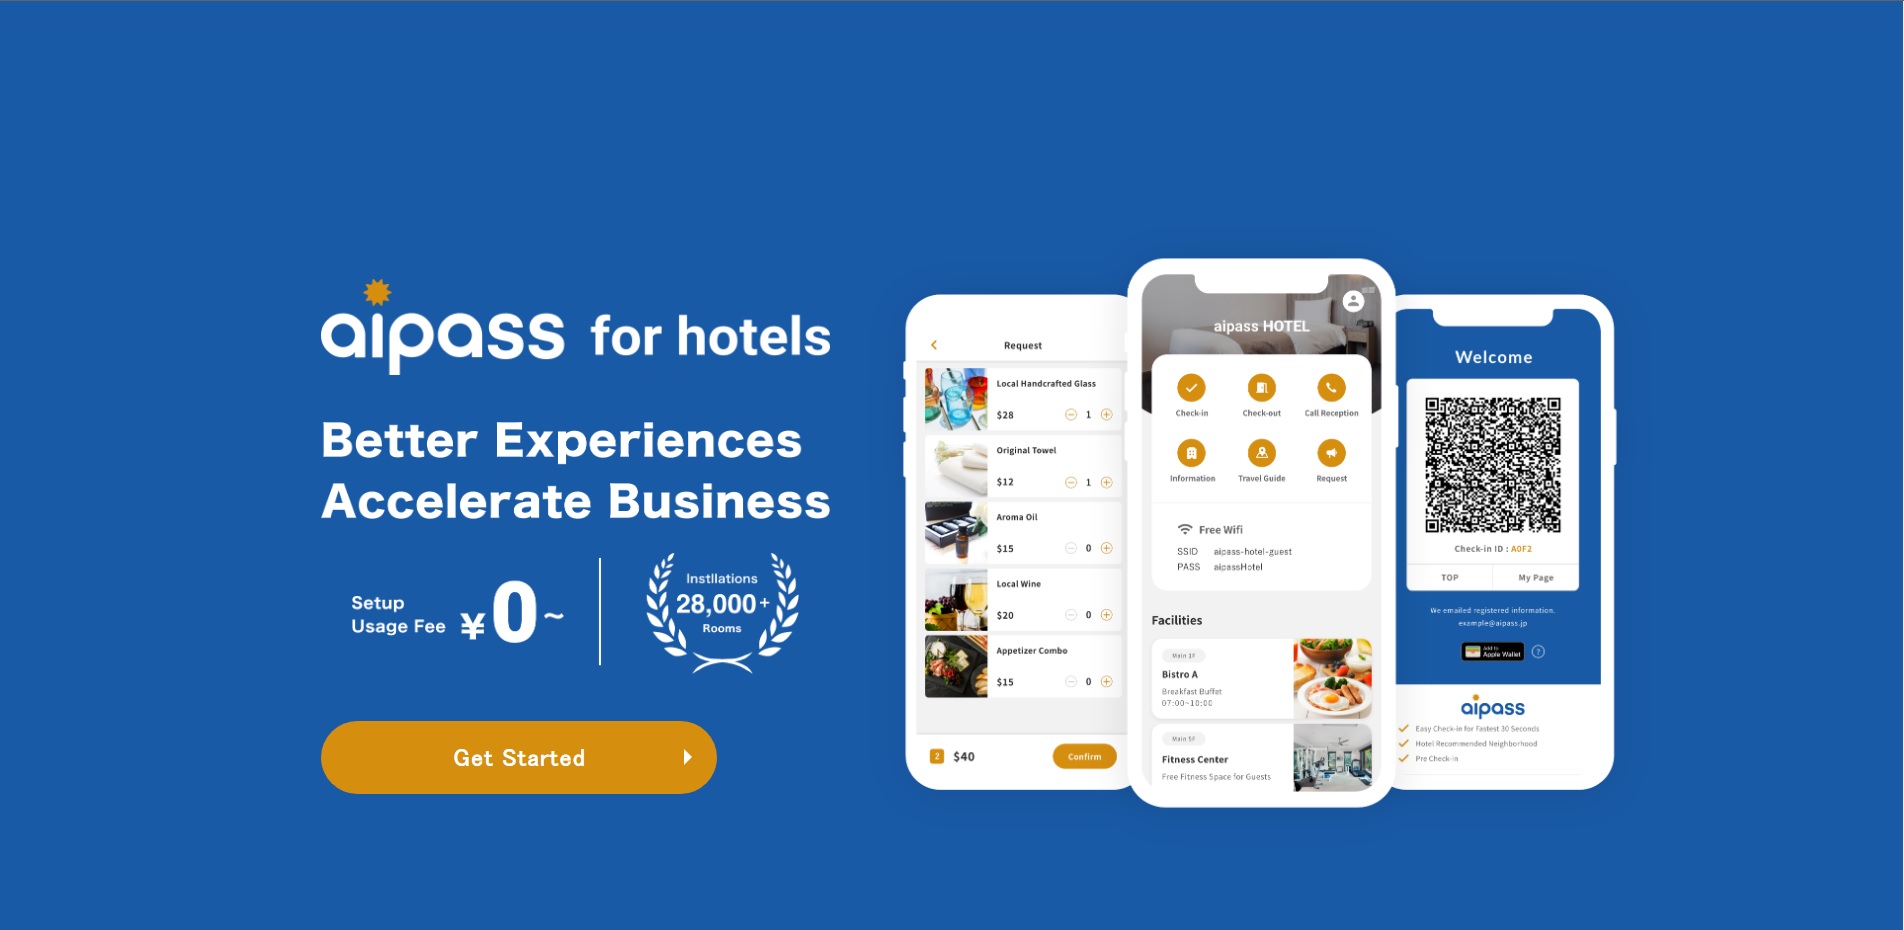 aipass for hotels
Better Experiences
Accelerate Business
Setup
Usage Fee ¥0~
Instllations
28,000+
Rooms
Get Started
Request
Local Handcrafted Glass
$28 1
Original Towel
$12 1
Aroma Oil
$15 0
Local Wine
$20 0
Appetizer Combo
$15 0
2 $40 Confirm
aipass HOTEL
Check-in Check-out Call Reception
Information Travel Guide Request
Free Wifi
SSID aipass-hotel-guest
PASS aipassHotel
Facilities
Bistro A
Breakfast Buffet
07:00~10:00
Main 5F
Fitness Center
Free Fitness Space for Guests
Welcome
Check-in ID : A0F2
TOP My Page
We emailed registered information.
example@aipass.jp
Add to
Apple Wallet ?
aipass
Easy Check-in for Fastest 30 Seconds
Hotel Recommended Neighborhood
Pre Check-in